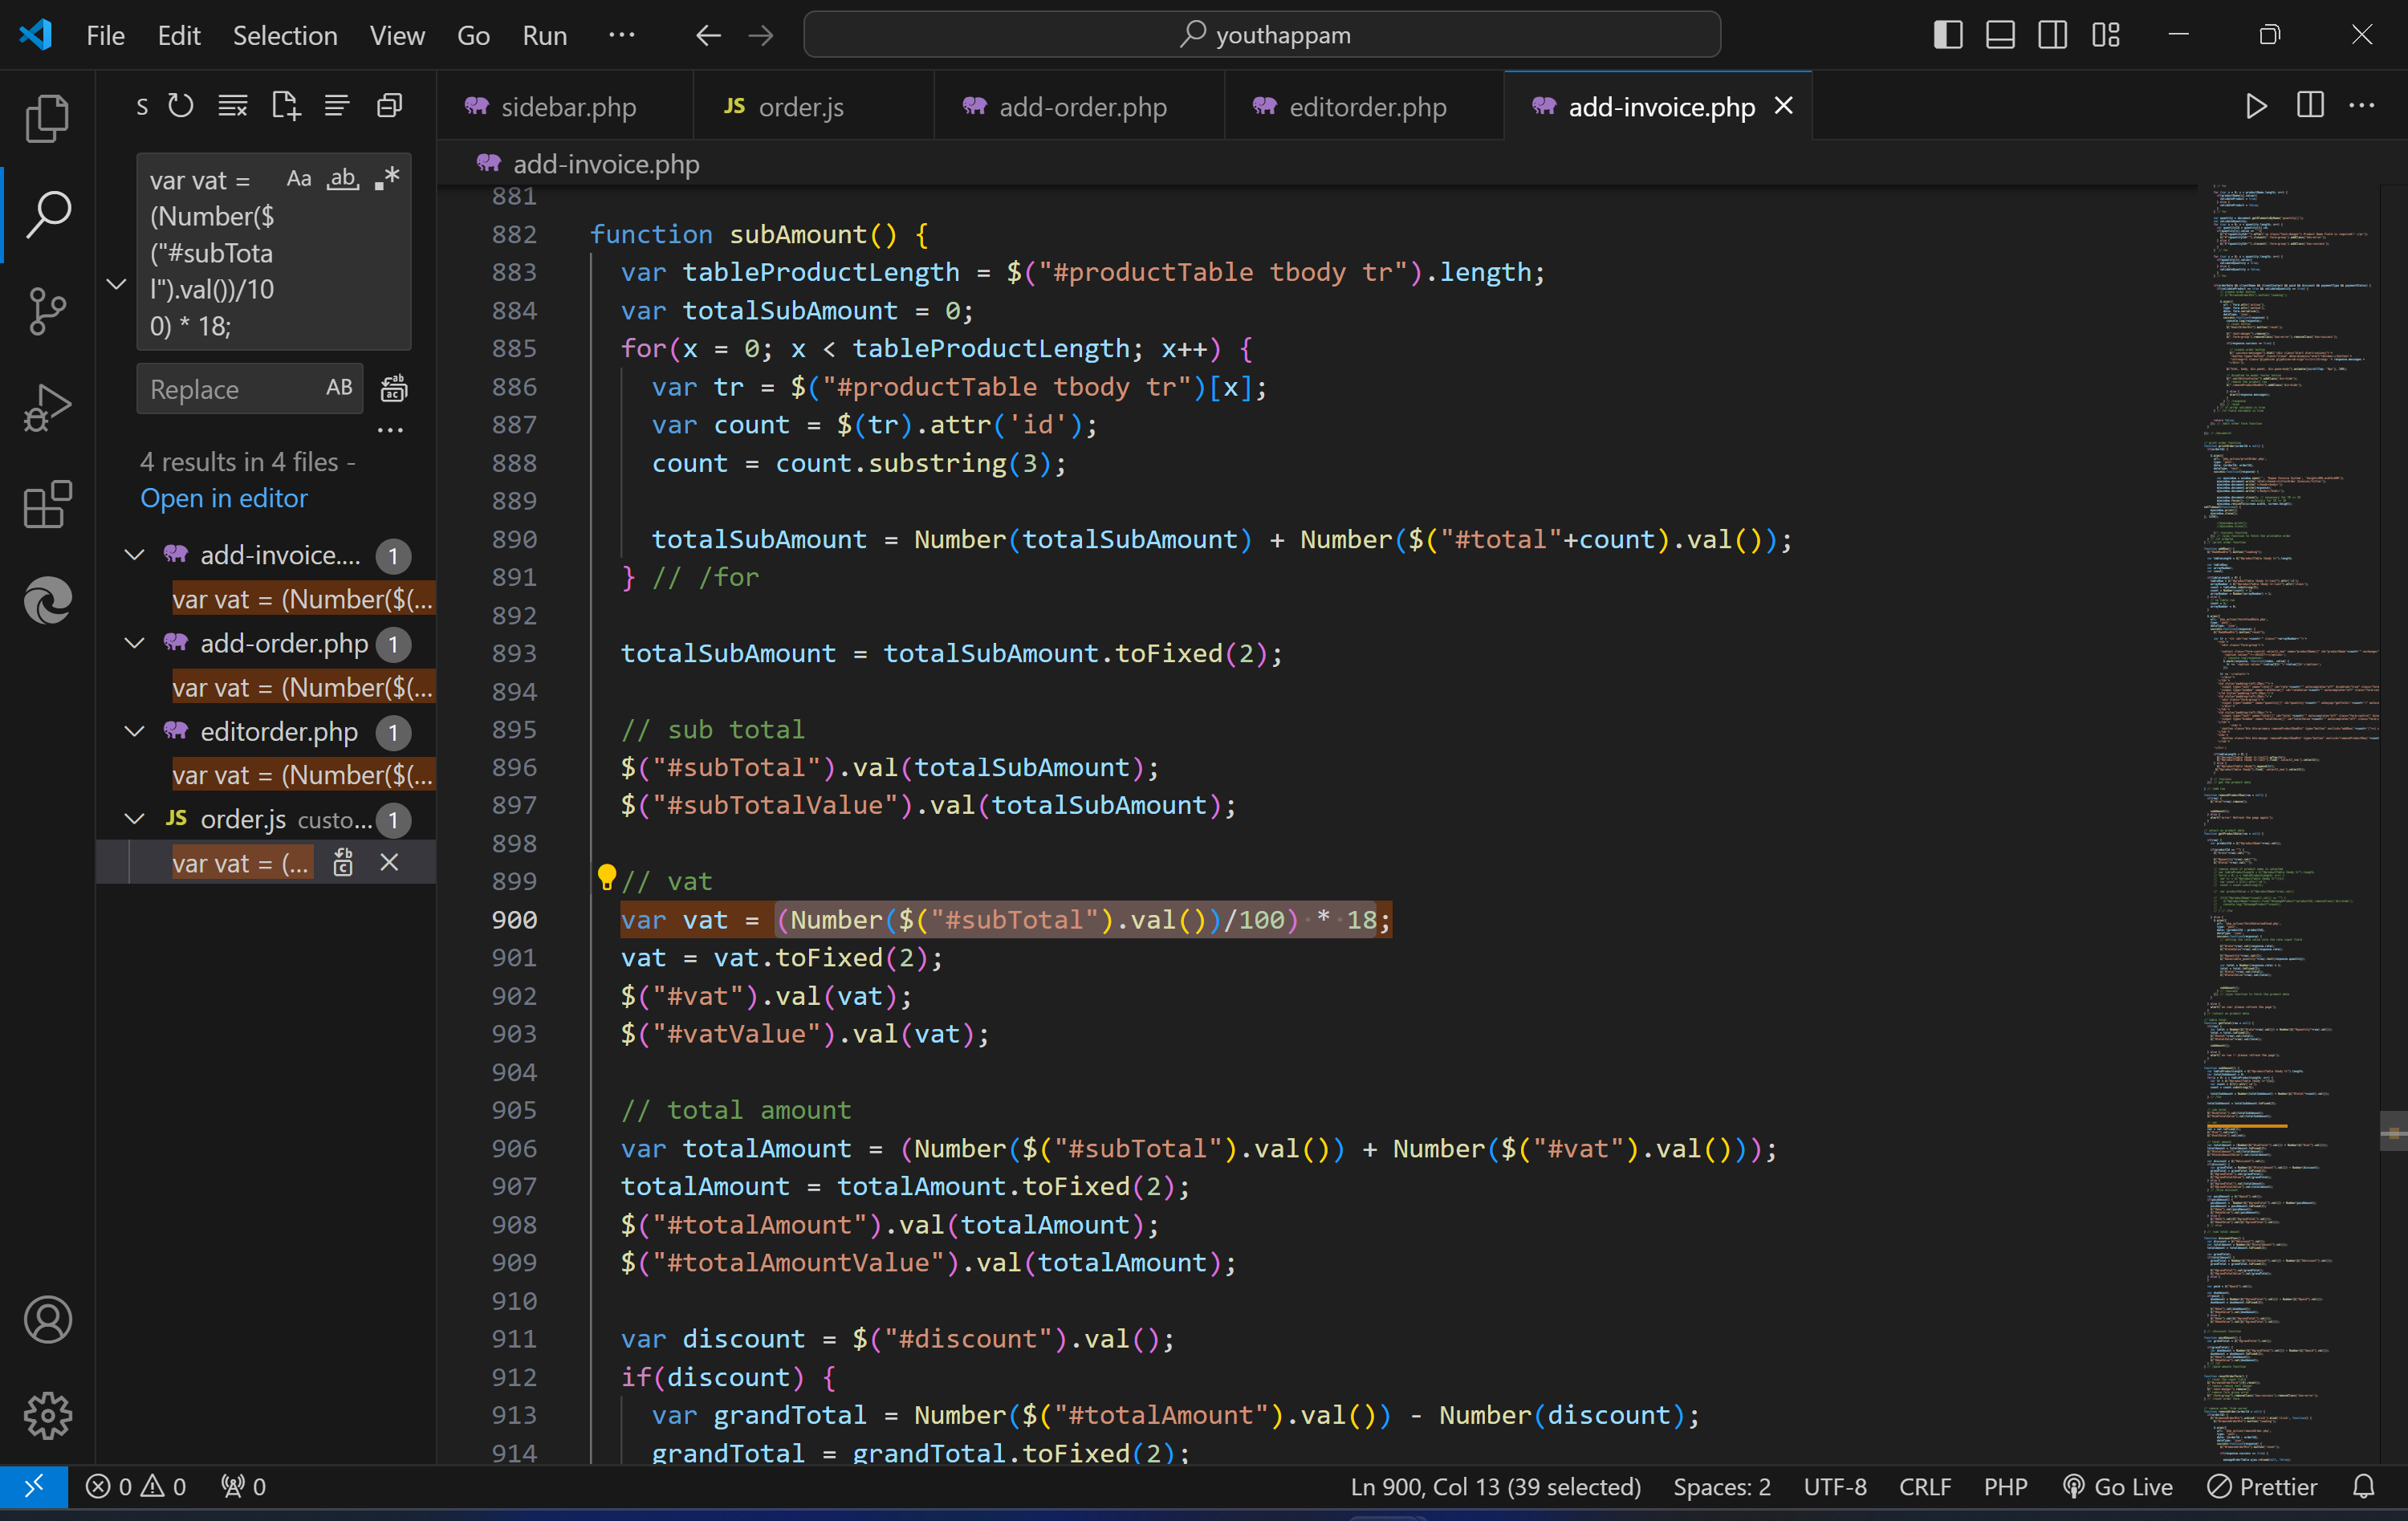 File Edit Selection View Go Run ···
youthappam
S
sidebar.php
JS order.js
add-order.php
editorder.php
add-invoice.php
add-invoice.php
var vat =
(Number($
("#subTota
l").val())/10
0) * 18;
Aa ab
Replace AB
4 results in 4 files -
Open in editor
add-invoice.... 1
var vat = (Number($(...
add-order.php 1
var vat = (Number($(...
editorder.php 1
var vat = (Number($(...
JS order.js custo... 1
var vat = (...
881
882 function subAmount() {
883 var tableProductLength = $("#productTable tbody tr").length;
884 var totalSubAmount = 0;
885 for(x = 0; x < tableProductLength; x++) {
886 var tr = $("#productTable tbody tr")[x];
887 var count = $(tr).attr('id');
888 count = count.substring(3);
889
890 totalSubAmount = Number(totalSubAmount) + Number($("#total"+count).val());
891 } // /for
892
893 totalSubAmount = totalSubAmount.toFixed(2);
894
895 // sub total
896 $("#subTotal").val(totalSubAmount);
897 $("#subTotalValue").val(totalSubAmount);
898
899 // vat
900 var vat = (Number($("#subTotal").val())/100) * 18;
901 vat = vat.toFixed(2);
902 $("#vat").val(vat);
903 $("#vatValue").val(vat);
904
905 // total amount
906 var totalAmount = (Number($("#subTotal").val()) + Number($("#vat").val()));
907 totalAmount = totalAmount.toFixed(2);
908 $("#totalAmount").val(totalAmount);
909 $("#totalAmountValue").val(totalAmount);
910
911 var discount = $("#discount").val();
912 if(discount) {
913 var grandTotal = Number($("#totalAmount").val()) - Number(discount);
914 grandTotal = grandTotal.toFixed(2);
0 0 0
Ln 900, Col 13 (39 selected) Spaces: 2 UTF-8 CRLF PHP Go Live Prettier